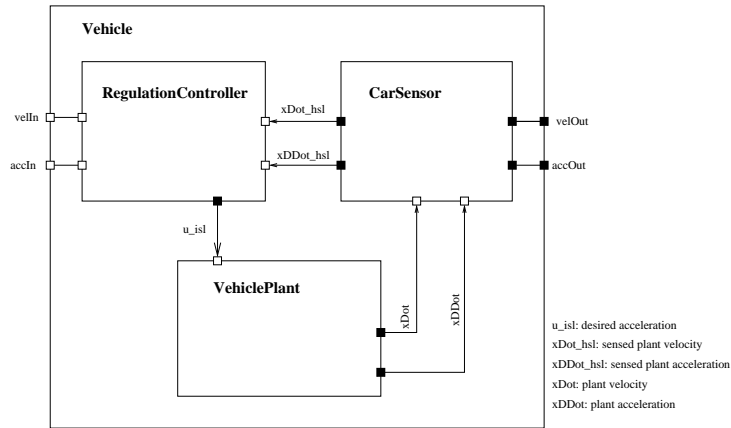 Vehicle
RegulationController
CarSensor
velIn
xDot_hsl
velOut
accIn
xDDot_hsl
accOut
u_isl
VehiclePlant
xDot
xDDot
u_isl: desired acceleration
xDot_hsl: sensed plant velocity
xDDot_hsl: sensed plant acceleration
xDot: plant velocity
xDDot: plant acceleration